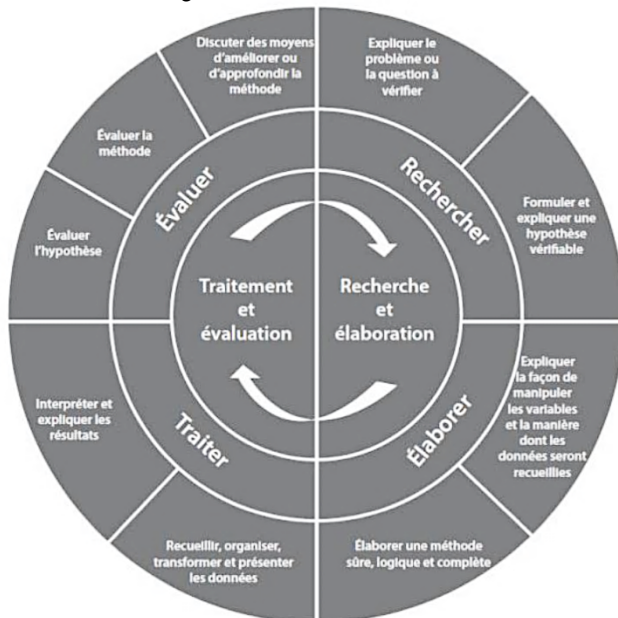 Discuter des moyens
d'améliorer ou
d'approfondir la
méthode
Expliquer le
problème ou
la question à
vérifier
Évaluer la
méthode
Évaluer
Rechercher
Évaluer
l'hypothèse
Formuler et
expliquer une
hypothèse
vérifiable
Traitement
et
évaluation
Recherche
et
élaboration
Interpréter et
expliquer les
résultats
Traiter
Élaborer
Expliquer
la façon de
manipuler
les variables
et la manière
dont les
données seront
recueillies
Recueillir, organiser,
transformer et présenter
les données
Élaborer une méthode
sûre, logique et complète